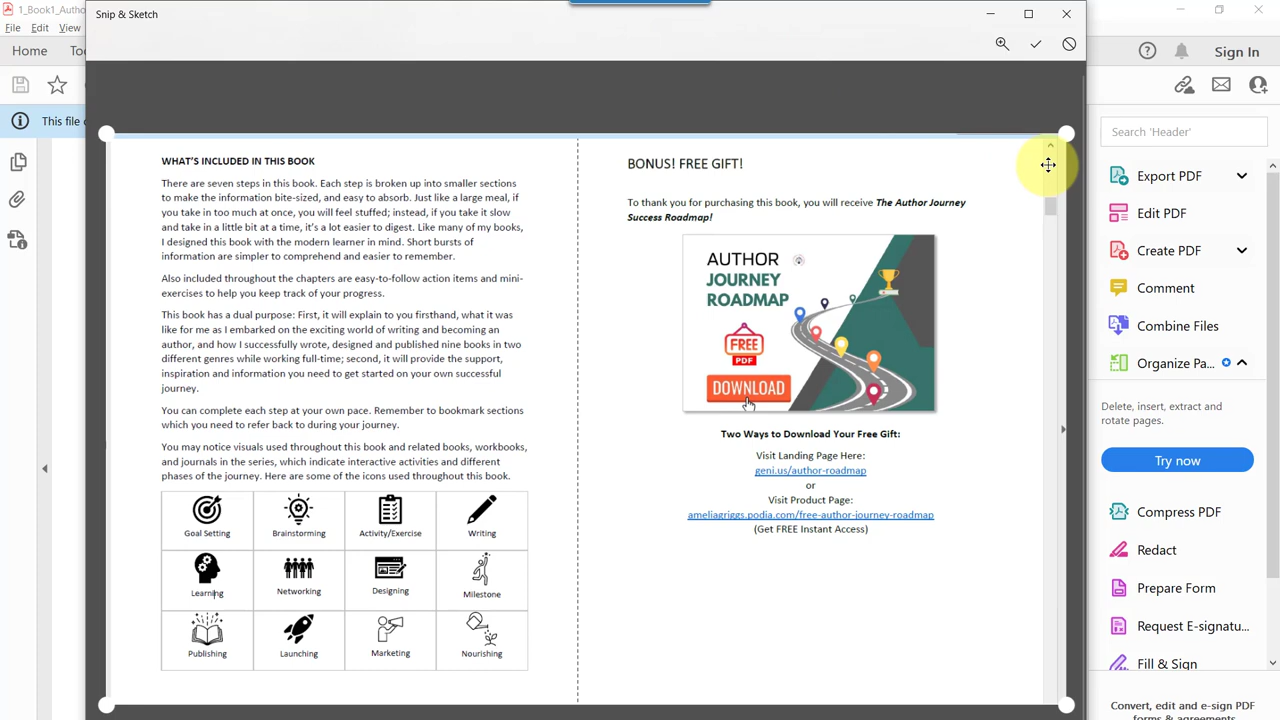 1_Book1_Autho
File Edit View
Home To
Snip & Sketch
Sign In
This file
WHAT'S INCLUDED IN THIS BOOK
There are seven steps in this book. Each step is broken up into smaller sections
to make the information bite-sized, and easy to absorb. Just like a large meal, if
you take in too much at once, you will feel stuffed; instead, if you take it slow
and take in a little bit at a time, it's a lot easier to digest. Like many of my books,
I designed this book with the modern learner in mind. Short bursts of
information are simpler to comprehend and easier to remember.
Also included throughout the chapters are easy-to-follow action items and mini-
exercises to help you keep track of your progress.
This book has a dual purpose: First, it will explain to you firsthand, what it was
like for me as I embarked on the exciting world of writing and becoming an
author, and how I successfully wrote, designed and published nine books in two
different genres while working full-time; second, it will provide the support,
inspiration and information you need to get started on your own successful
journey.
You can complete each step at your own pace. Remember to bookmark sections
which you need to refer back to during your journey.
You may notice visuals used throughout this book and related books, workbooks,
and journals in the series, which indicate interactive activities and different
phases of the journey. Here are some of the icons used throughout this book.
Goal Setting Brainstorming Activity/Exercise Writing
Learning Networking Designing Milestone
Publishing Launching Marketing Nourishing
BONUS! FREE GIFT!
To thank you for purchasing this book, you will receive The Author Journey
Success Roadmap!
AUTHOR
JOURNEY
ROADMAP
FREE
PDF
DOWNLOAD
Two Ways to Download Your Free Gift:
Visit Landing Page Here:
geni.us/author-roadmap
or
Visit Product Page:
ameliagriggs.podia.com/free-author-journey-roadmap
(Get FREE Instant Access)
Search 'Header'
Export PDF
Edit PDF
Create PDF
Comment
Combine Files
Organize Pa...
Delete, insert, extract and
rotate pages.
Try now
Compress PDF
Redact
Prepare Form
Request E-signatu...
Fill & Sign
Convert, edit and e-sign PDF
forms & agreements